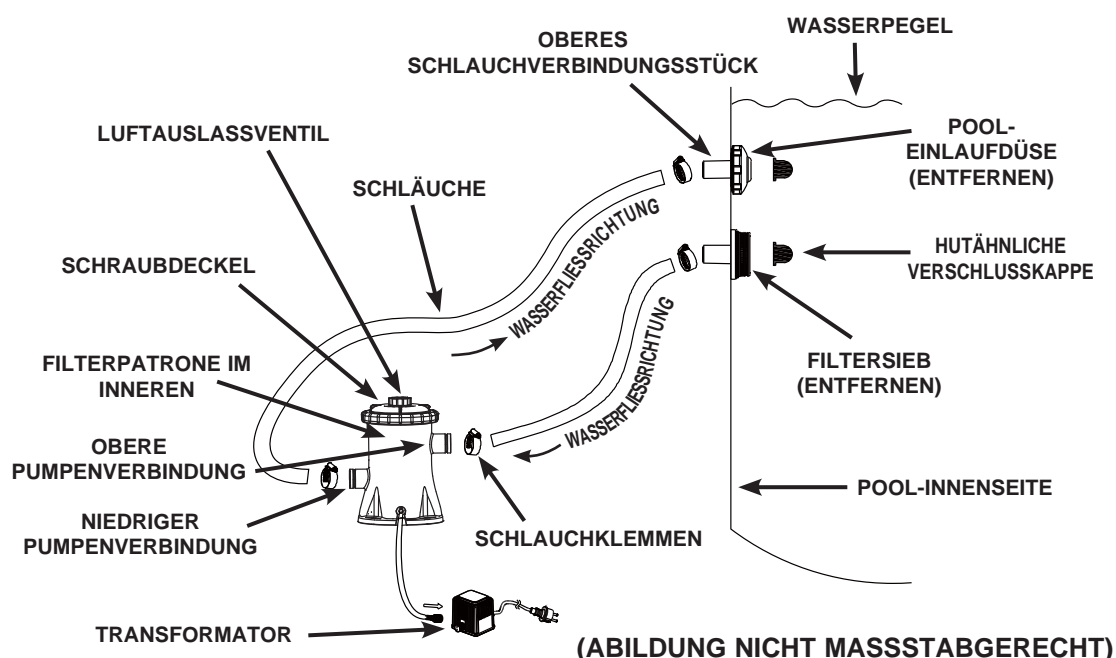 WASSERPEGEL
OBERES
SCHLAUCHVERBINDUNGSSTÜCK
LUFTAUSLASSVENTIL
POOL-
EINLAUFDÜSE
(ENTFERNEN)
SCHLÄUCHE
WASSERFLIESSRICHTUNG
HUTÄHNLICHE
VERSCHLUSSKAPPE
SCHRAUBDECKEL
WASSERFLIESSRICHTUNG
FILTERPATRONE IM
INNEREN
FILTERSIEB
(ENTFERNEN)
OBERE
PUMPENVERBINDUNG
POOL-INNENSEITE
NIEDRIGER
PUMPENVERBINDUNG
SCHLAUCHKLEMMEN
TRANSFORMATOR
(ABILDUNG NICHT MASSSTABGERECHT)